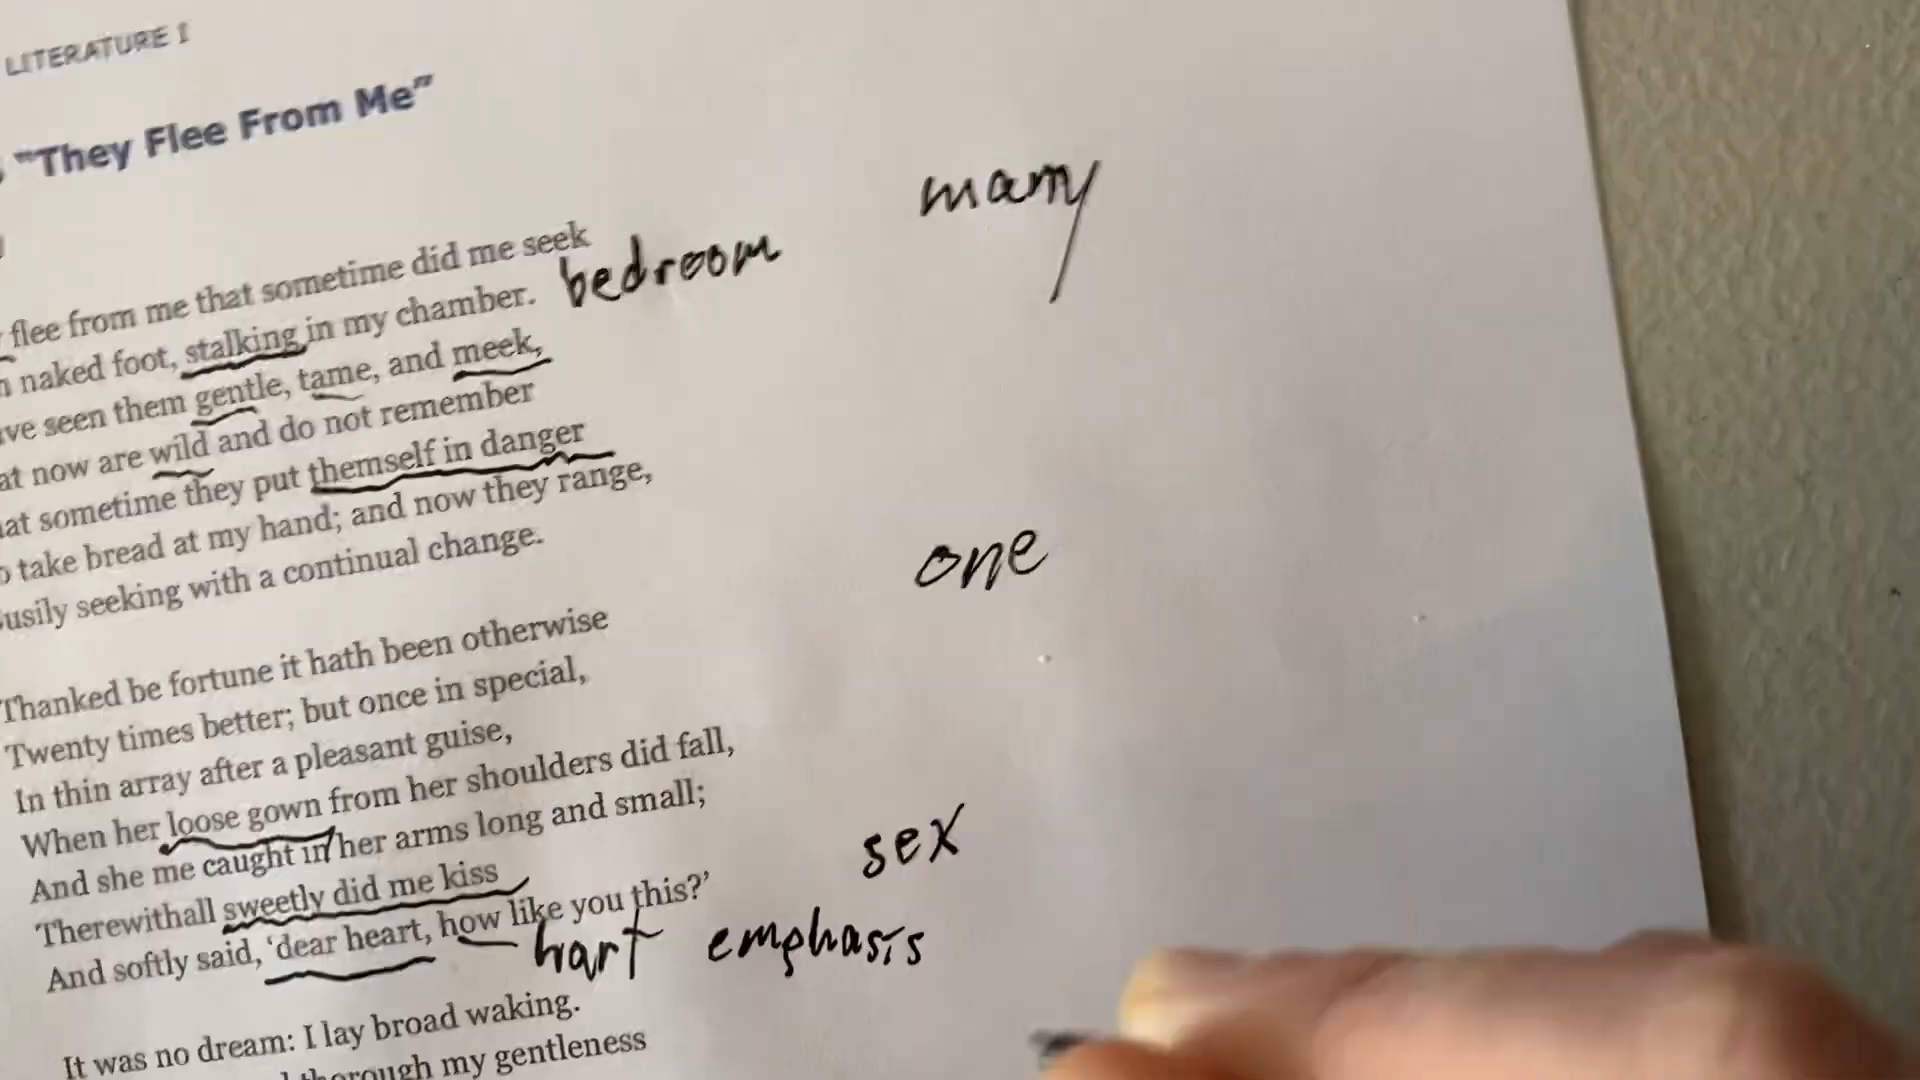 LITERATURE I
"They Flee From Me"
many
flee from me that sometime did me seek
bedroom
naked foot, stalking in my chamber.
seen them gentle, tame, and meek,
now are wild and do not remember
sometime they put themself in danger
take bread at my hand; and now they range,
seeking with a continual change.
one
Thanked be fortune it hath been otherwise
Twenty times better; but once in special,
In thin array after a pleasant guise,
When her loose gown from her shoulders did fall,
And she me caught in her arms long and small;
sex
Therewithall sweetly did me kiss
And softly said, 'dear heart, how like you this?'
hart emphasis
It was no dream: I lay broad waking.
thorough my gentleness